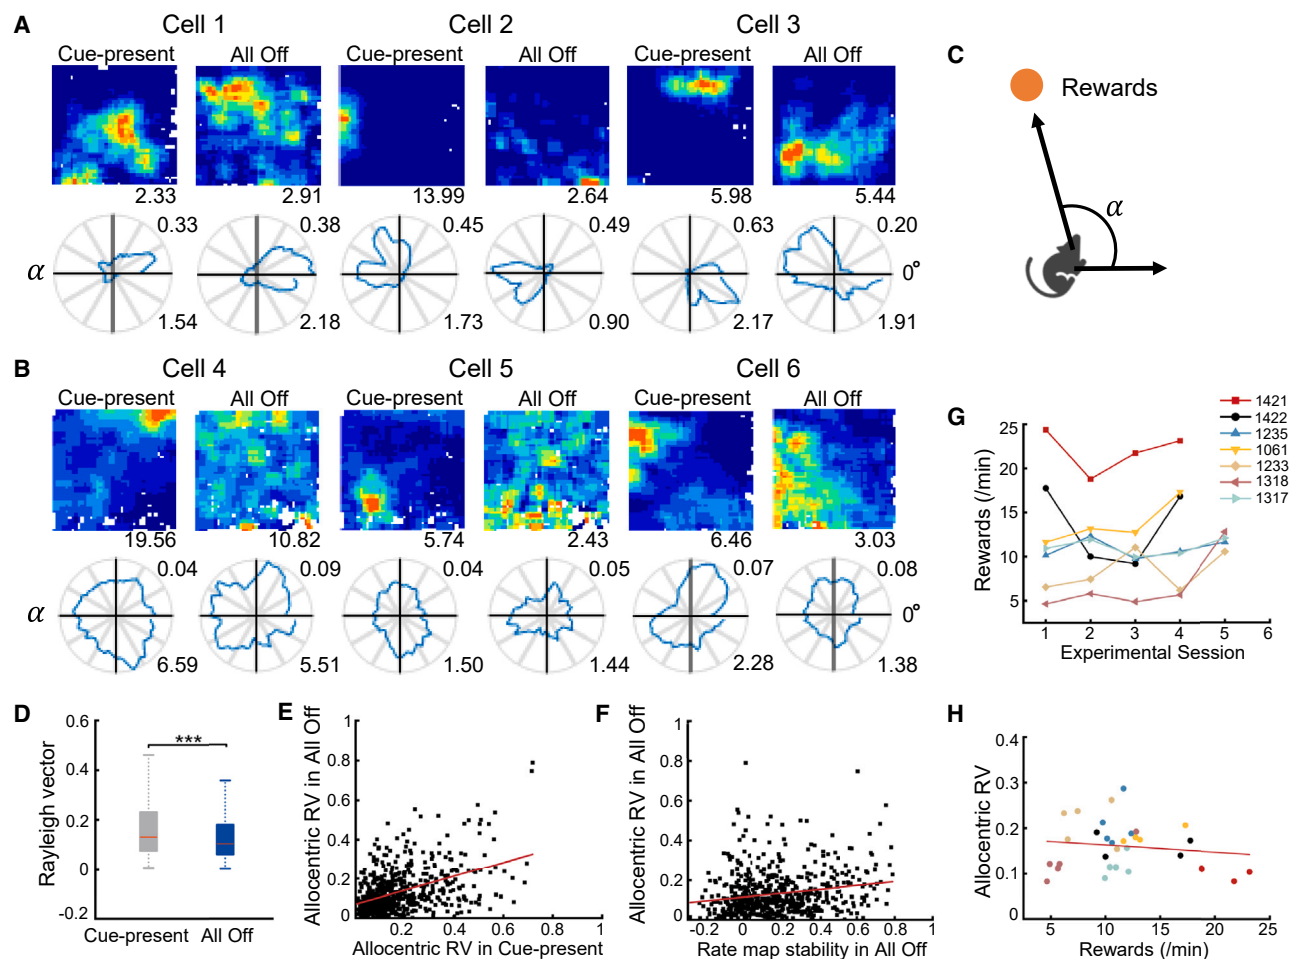 A
Cell 1
Cell 2
Cell 3
Cue-present
All Off
Cue-present
All Off
Cue-present
All Off
2.33
2.91
13.99
2.64
5.98
5.44
0.33
0.38
0.45
0.49
0.63
0.20
α
0°
1.54
2.18
1.73
0.90
2.17
1.91
C
Rewards
α
B
Cell 4
Cell 5
Cell 6
Cue-present
All Off
Cue-present
All Off
Cue-present
All Off
19.56
10.82
5.74
2.43
6.46
3.03
0.04
0.09
0.04
0.05
0.07
0.08
α
0°
6.59
5.51
1.50
1.44
2.28
1.38
G
1421
1422
1235
1061
1233
1318
1317
25
20
15
10
5
Rewards (/min)
1 2 3 4 5 6
Experimental Session
D
0.6
0.4
0.2
0
-0.2
Rayleigh vector
***
Cue-present All Off
E
1
0.8
0.6
0.4
0.2
0
Allocentric RV in All Off
0.2 0.4 0.6 0.8 1
Allocentric RV in Cue-present
F
1
0.8
0.6
0.4
0.2
0
Allocentric RV in All Off
-0.2 0 0.2 0.4 0.6 0.8 1
Rate map stability in All Off
H
0.4
0.3
0.2
0.1
0
Allocentric RV
5 10 15 20 25
Rewards (/min)